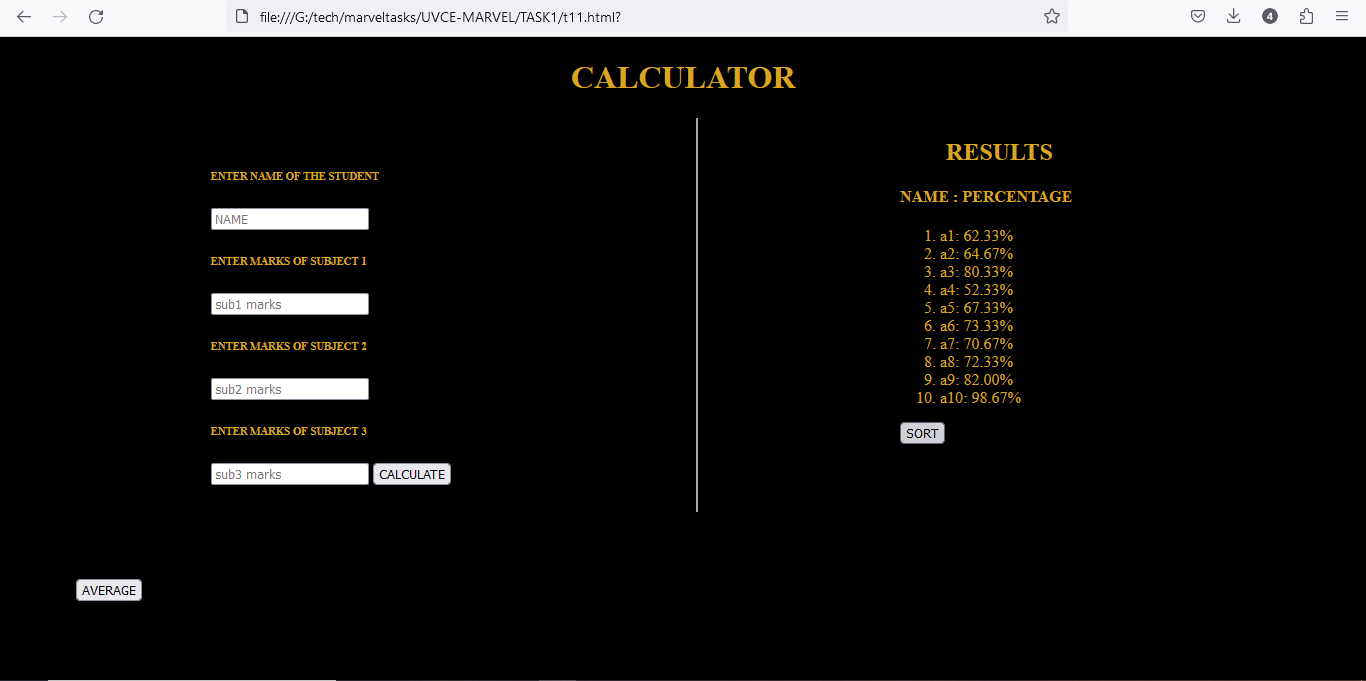 file:///G:/tech/marveltasks/UVCE-MARVEL/TASK1/t11.html?
4
CALCULATOR
ENTER NAME OF THE STUDENT
NAME
ENTER MARKS OF SUBJECT 1
sub1 marks
ENTER MARKS OF SUBJECT 2
sub2 marks
ENTER MARKS OF SUBJECT 3
sub3 marks CALCULATE
RESULTS
NAME : PERCENTAGE
1. a1: 62.33%
2. a2: 64.67%
3. a3: 80.33%
4. a4: 52.33%
5. a5: 67.33%
6. a6: 73.33%
7. a7: 70.67%
8. a8: 72.33%
9. a9: 82.00%
10. a10: 98.67%
SORT
AVERAGE